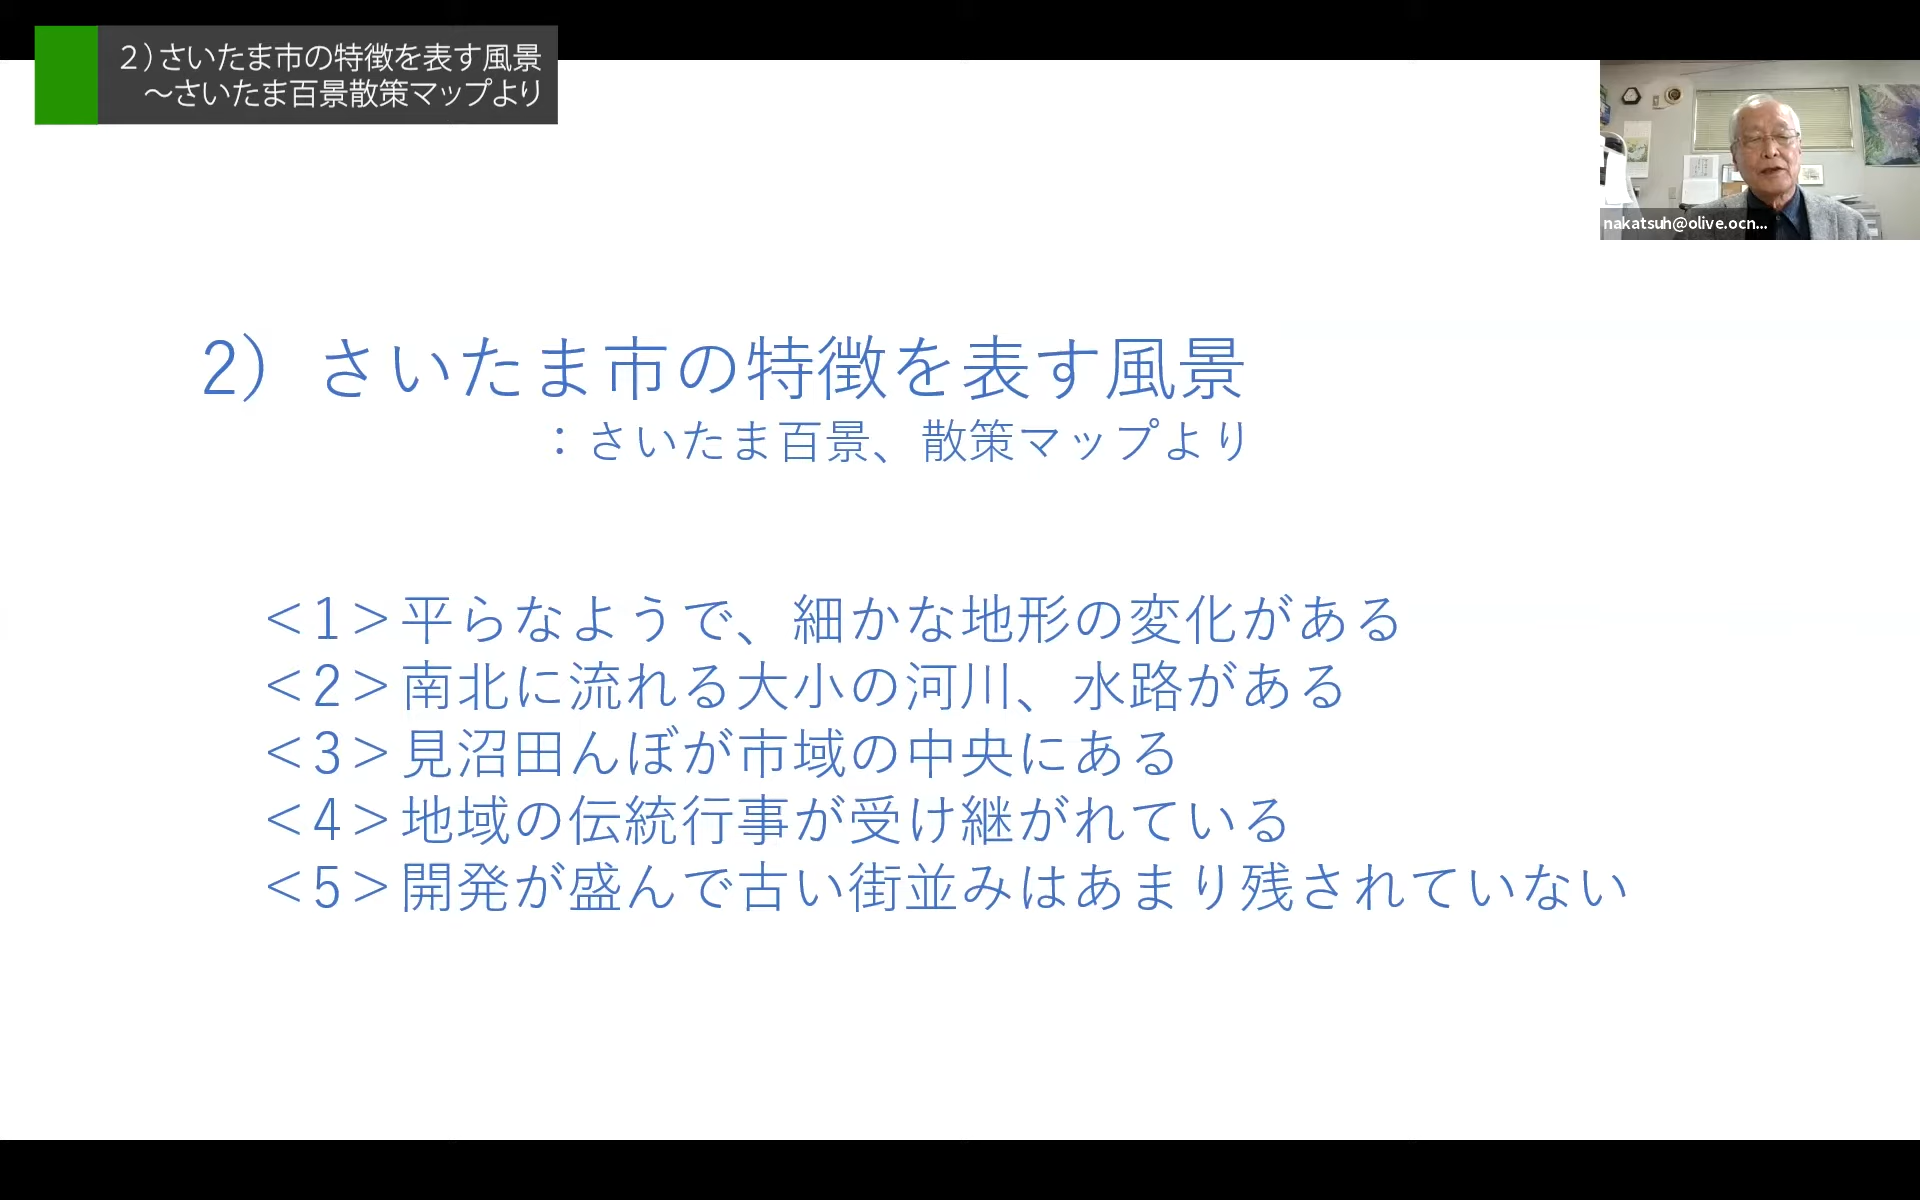 ２）さいたま市の特徴を表す風景
～さいたま百景散策マップより
nakatsuh@olive.ocn...
2） さいたま市の特徴を表す風景
：さいたま百景、散策マップより
＜1＞平らなようで、細かな地形の変化がある
＜2＞南北に流れる大小の河川、水路がある
＜3＞見沼田んぼが市域の中央にある
＜4＞地域の伝統行事が受け継がれている
＜5＞開発が盛んで古い街並みはあまり残されていない